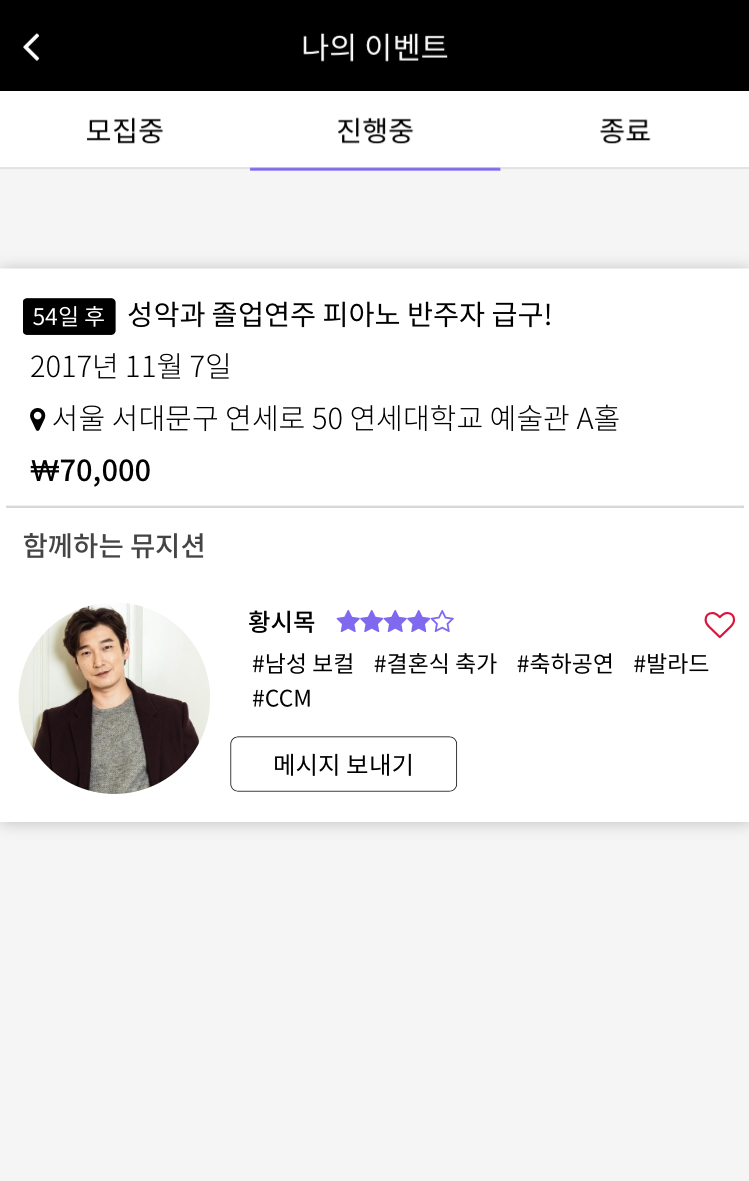 나의 이벤트
모집중 진행중 종료
54일 후 성악과 졸업연주 피아노 반주자 급구!
2017년 11월 7일
서울 서대문구 연세로 50 연세대학교 예술관 A홀
₩70,000
함께하는 뮤지션
황시목
#남성 보컬 #결혼식 축가 #축하공연 #발라드
#CCM
메시지 보내기